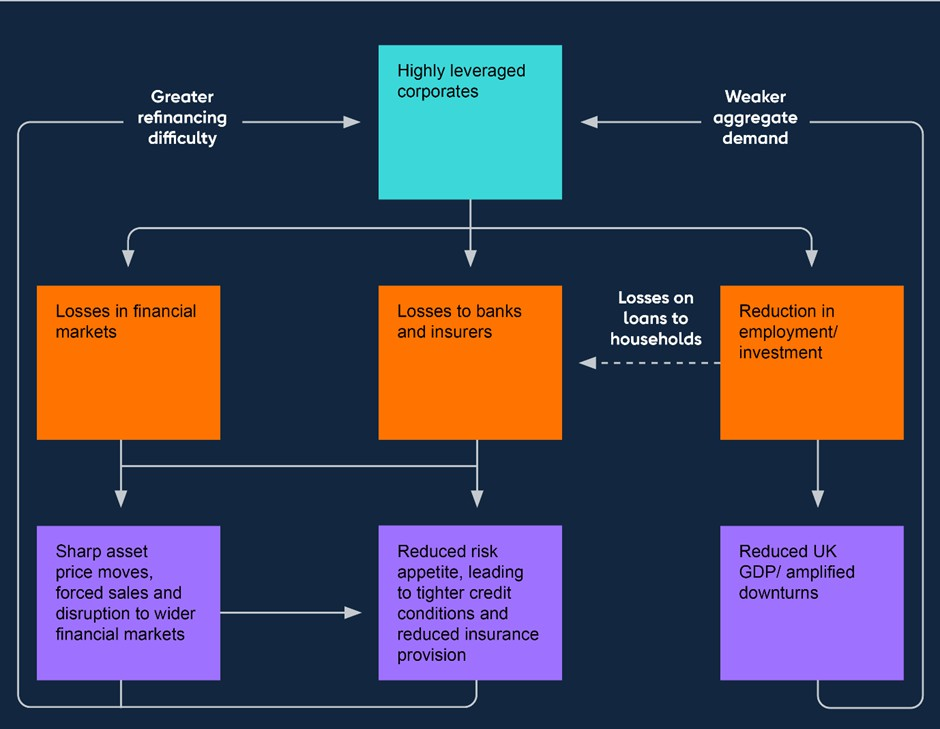 Highly leveraged
corporates
Greater
refinancing
difficulty
Weaker
aggregate
demand
Losses in financial
markets
Losses to banks
and insurers
Losses on
loans to
households
Reduction in
employment/
investment
Sharp asset
price moves,
forced sales and
disruption to wider
financial markets
Reduced risk
appetite, leading
to tighter credit
conditions and
reduced insurance
provision
Reduced UK
GDP/ amplified
downturns